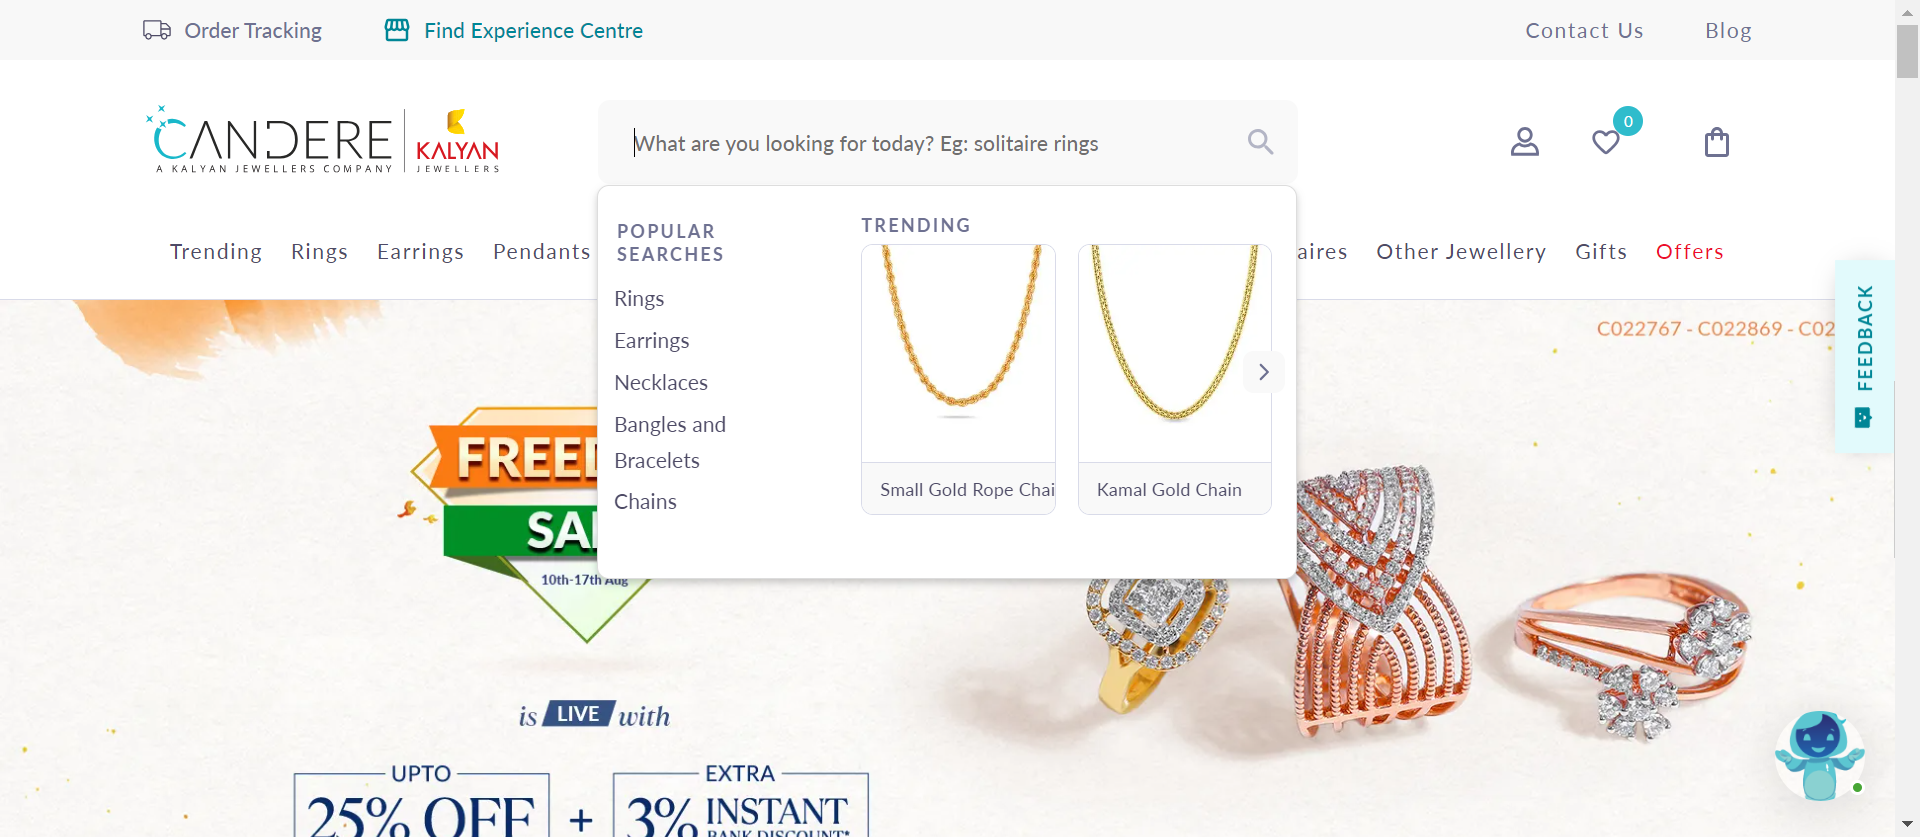 Order Tracking
Find Experience Centre
Contact Us
Blog
CANDERE
A KALYAN JEWELLERS COMPANY
KALYAN
JEWELLERS
What are you looking for today? Eg: solitaire rings
0
Trending
Rings
Earrings
Pendants
aires
Other Jewellery
Gifts
Offers
POPULAR
SEARCHES
Rings
Earrings
Necklaces
Bangles and
Bracelets
Chains
TRENDING
Small Gold Rope Chai
Kamal Gold Chain
FEEDBACK
C022767 - C022869 - C02
FREED
SAL
10th-17th Aug
is LIVE with
UPTO
25% OFF
+
EXTRA
3% INSTANT
BANK DISCOUNT*